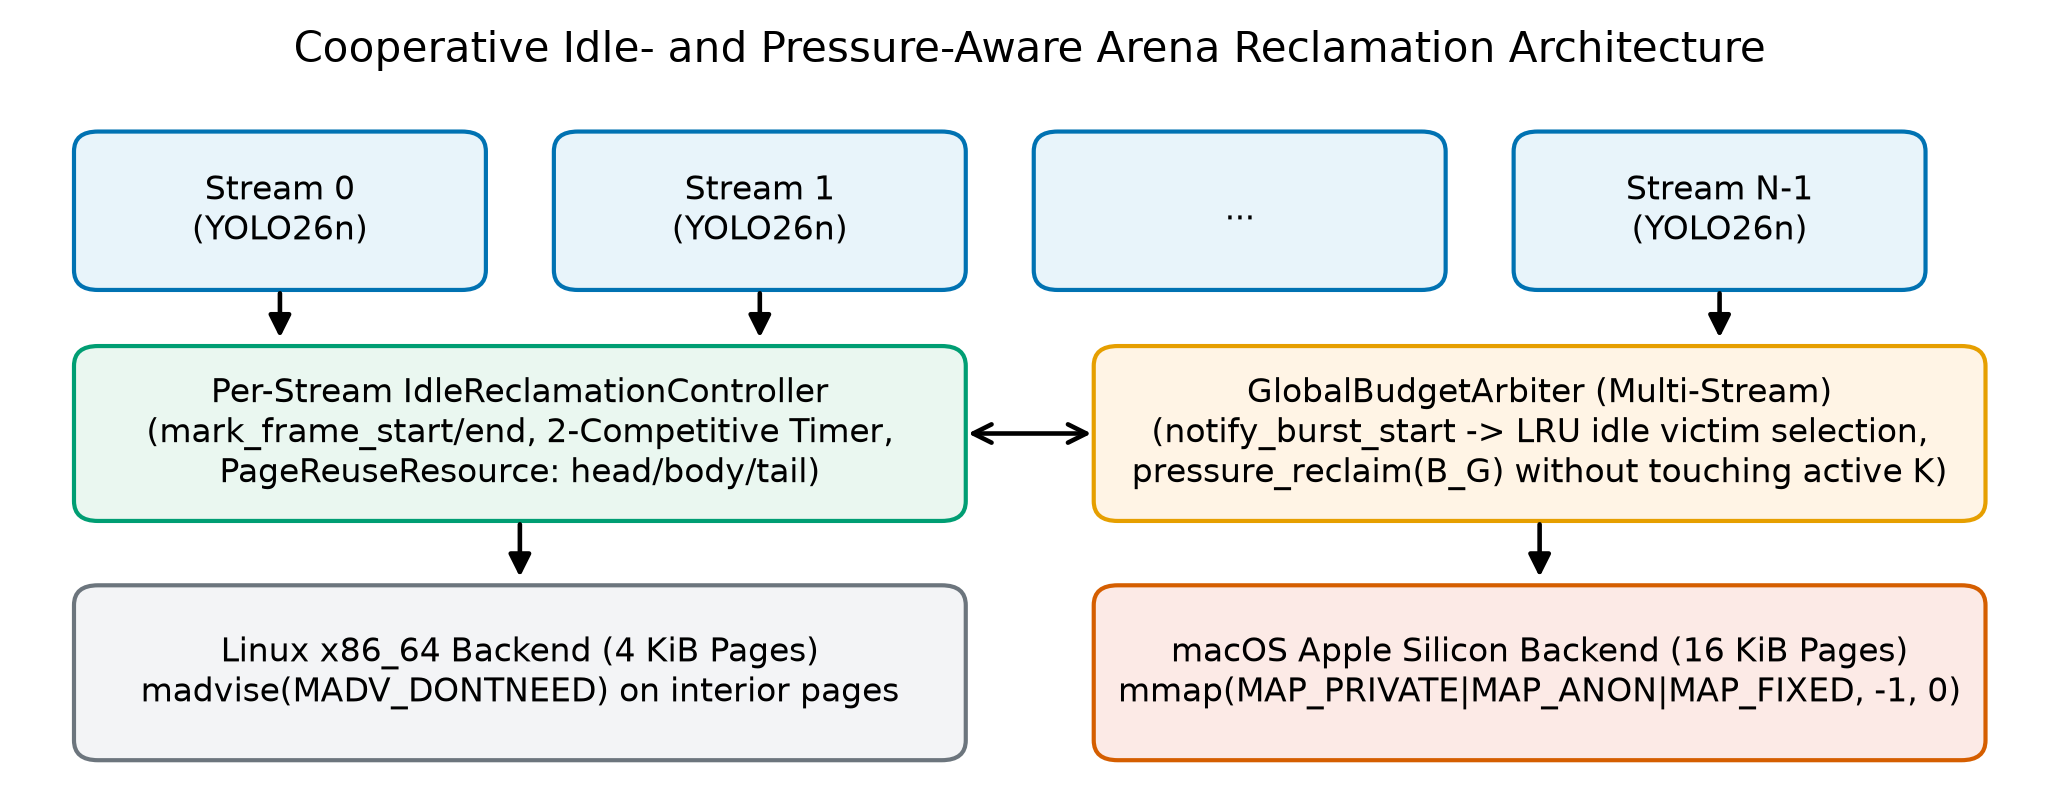 Cooperative Idle- and Pressure-Aware Arena Reclamation Architecture
Stream 0
(YOLO26n)
Stream 1
(YOLO26n)
...
Stream N-1
(YOLO26n)
Per-Stream IdleReclamationController
(mark_frame_start/end, 2-Competitive Timer,
PageReuseResource: head/body/tail)
GlobalBudgetArbiter (Multi-Stream)
(notify_burst_start -> LRU idle victim selection,
pressure_reclaim(B_G) without touching active K)
Linux x86_64 Backend (4 KiB Pages)
madvise(MADV_DONTNEED) on interior pages
macOS Apple Silicon Backend (16 KiB Pages)
mmap(MAP_PRIVATE|MAP_ANON|MAP_FIXED, -1, 0)